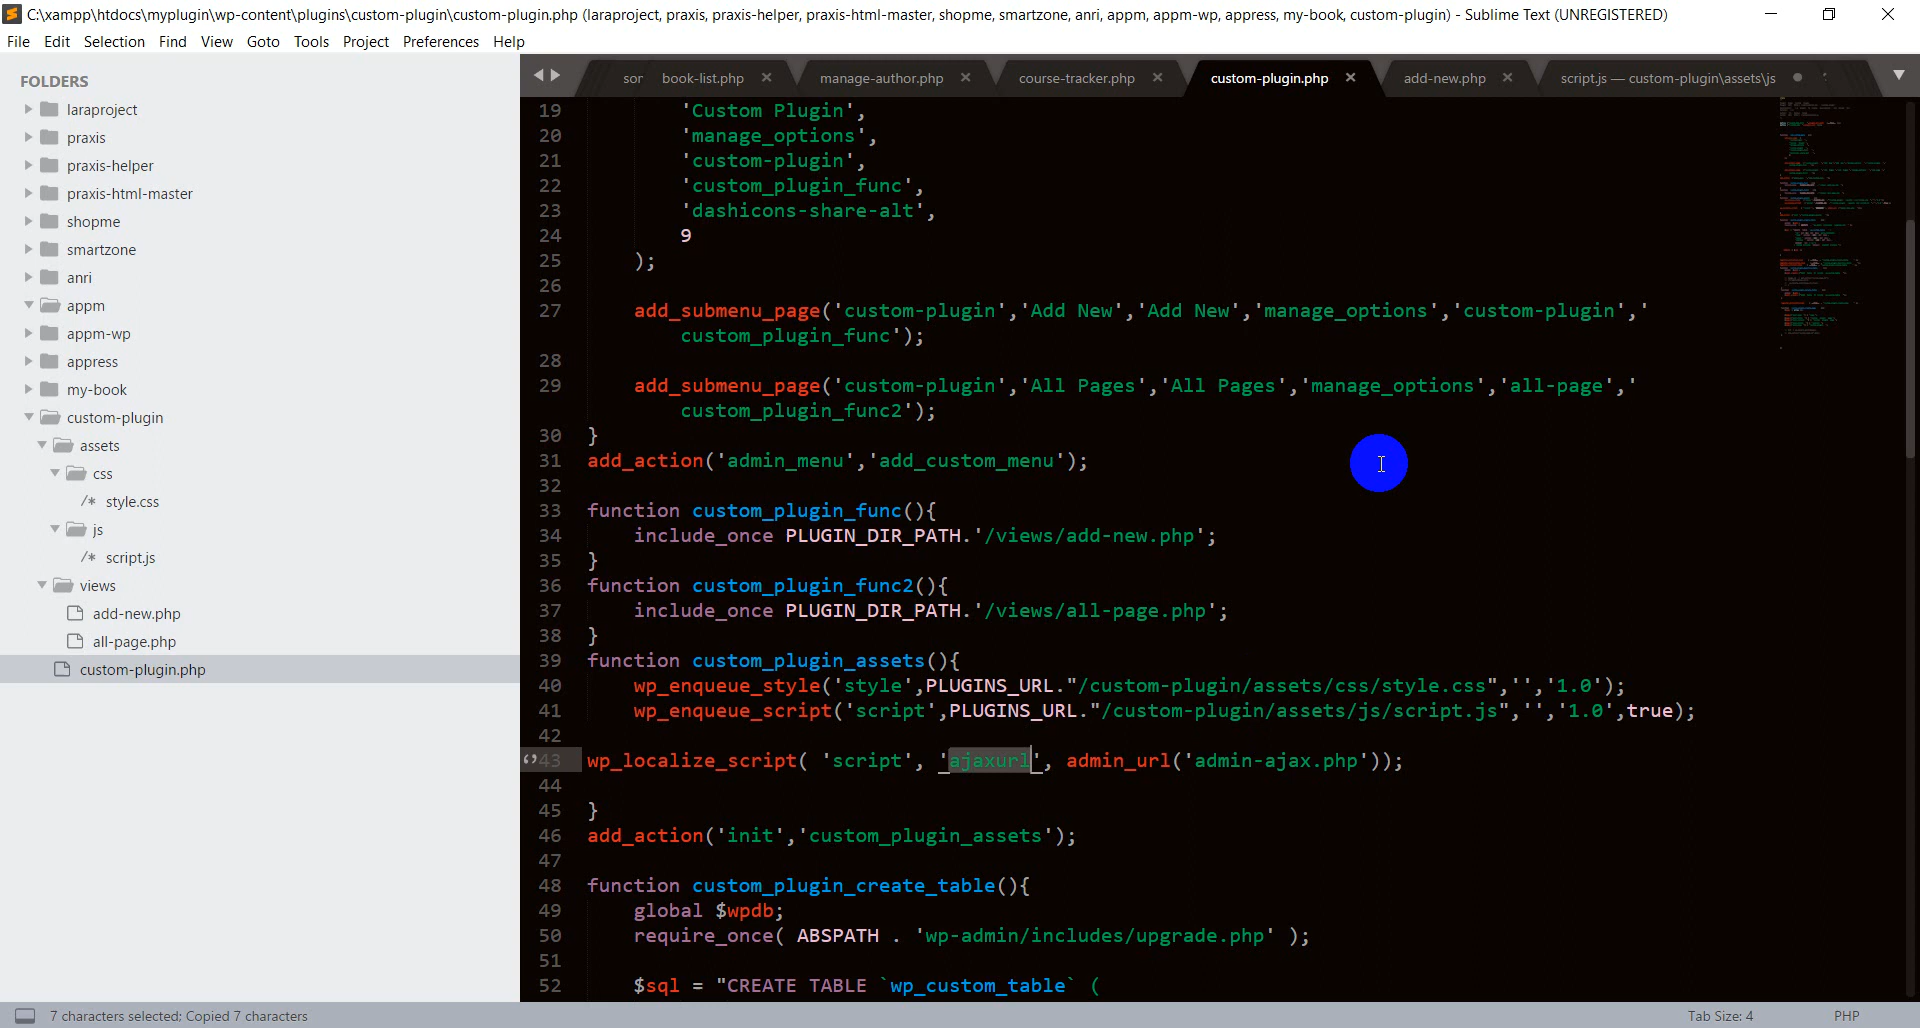 C:\xampp\htdocs\myplugin\wp-content\plugins\custom-plugin\custom-plugin.php (laraproject, praxis, praxis-helper, praxis-html-master, shopme, smartzone, anri, appm, appm-wp, appress, my-book, custom-plugin) - Sublime Text (UNREGISTERED)
File Edit Selection Find View Goto Tools Project Preferences Help
FOLDERS
laraproject
praxis
praxis-helper
praxis-html-master
shopme
smartzone
anri
appm
appm-wp
appress
my-book
custom-plugin
assets
css
/* style.css
js
/* script.js
views
add-new.php
all-page.php
custom-plugin.php
sor book-list.php × manage-author.php × course-tracker.php × custom-plugin.php × add-new.php × script.js — custom-plugin\assets\js
19 'Custom Plugin',
20 'manage_options',
21 'custom-plugin',
22 'custom_plugin_func',
23 'dashicons-share-alt',
24 9
25 );
26
27 add_submenu_page('custom-plugin','Add New','Add New','manage_options','custom-plugin','
custom_plugin_func');
28
29 add_submenu_page('custom-plugin','All Pages','All Pages','manage_options','all-page','
custom_plugin_func2');
30 }
31 add_action('admin_menu','add_custom_menu');
32
33 function custom_plugin_func(){
34 include_once PLUGIN_DIR_PATH.'/views/add-new.php';
35 }
36 function custom_plugin_func2(){
37 include_once PLUGIN_DIR_PATH.'/views/all-page.php';
38 }
39 function custom_plugin_assets(){
40 wp_enqueue_style('style',PLUGINS_URL."/custom-plugin/assets/css/style.css",'','1.0');
41 wp_enqueue_script('script',PLUGINS_URL."/custom-plugin/assets/js/script.js",'','1.0',true);
42
43 wp_localize_script( 'script', 'ajaxurl', admin_url('admin-ajax.php'));
44
45 }
46 add_action('init','custom_plugin_assets');
47
48 function custom_plugin_create_table(){
49 global $wpdb;
50 require_once( ABSPATH . 'wp-admin/includes/upgrade.php' );
51
52 $sql = "CREATE TABLE `wp_custom_table` (
7 characters selected; Copied 7 characters
Tab Size: 4 PHP